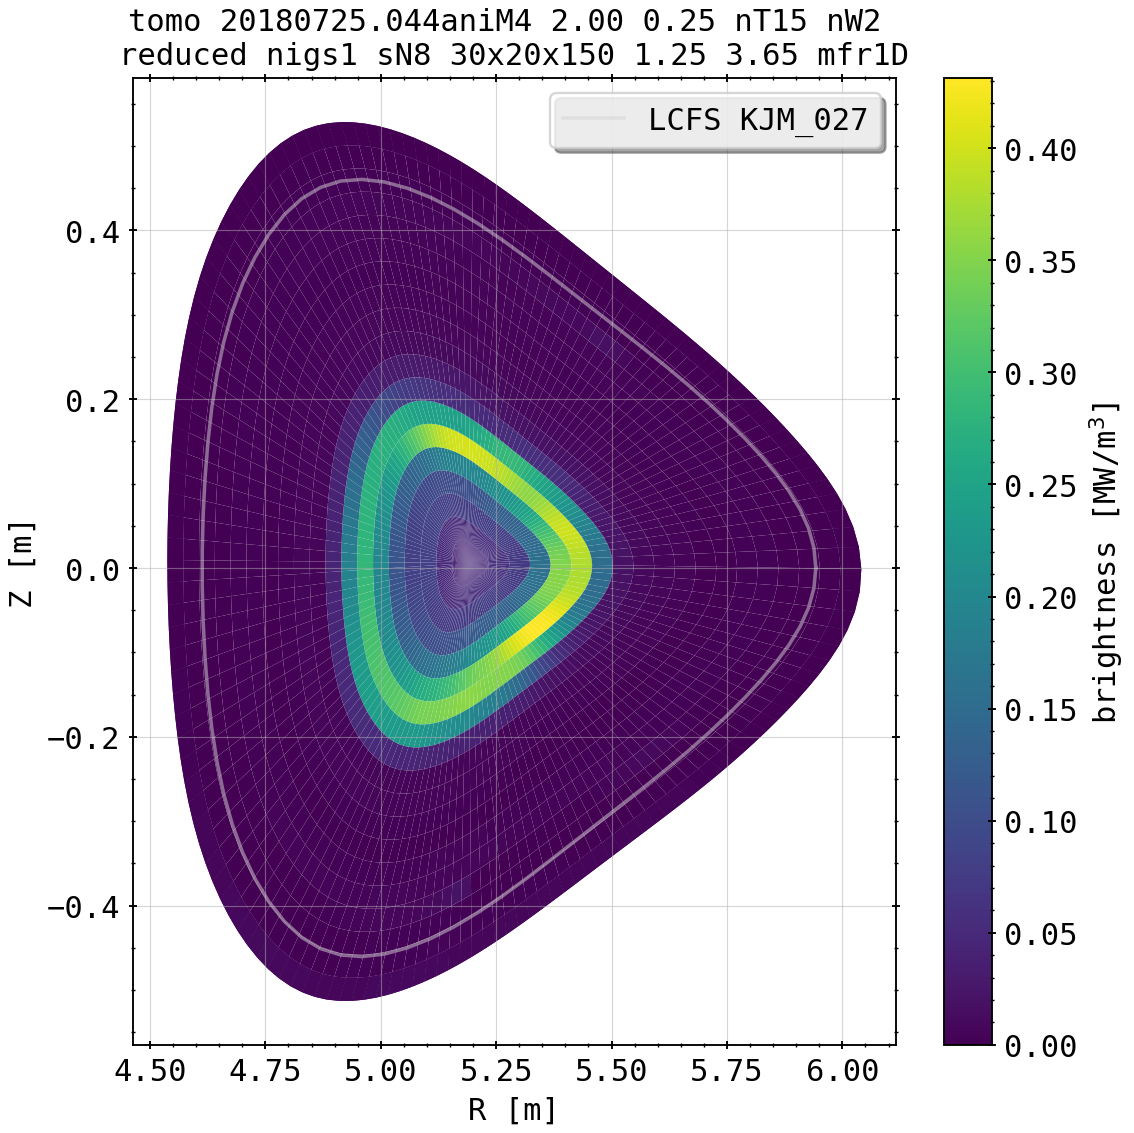 tomo 20180725.044aniM4 2.00 0.25 nT15 nW2
reduced nigs1 sN8 30x20x150 1.25 3.65 mfr1D
LCFS KJM_027
0.4
0.2
0.0
−0.2
−0.4
Z [m]
4.50 4.75 5.00 5.25 5.50 5.75 6.00
R [m]
0.40
0.35
0.30
0.25
0.20
0.15
0.10
0.05
0.00
brightness [MW/m³]